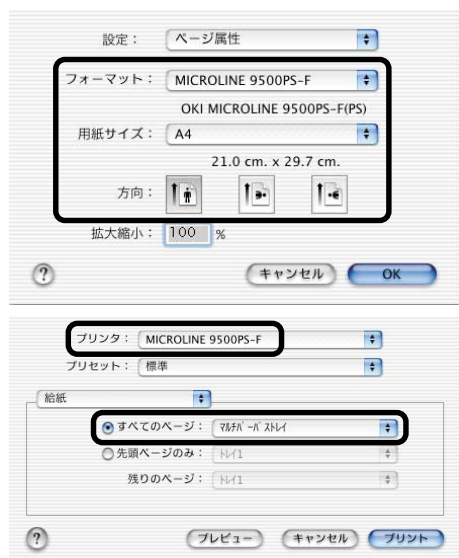 設定： ページ属性
フォーマット： MICROLINE 9500PS-F
OKI MICROLINE 9500PS-F(PS)
用紙サイズ： A4
21.0 cm. x 29.7 cm.
方向：
拡大縮小： 100 %
? キャンセル OK
プリンタ： MICROLINE 9500PS-F
プリセット： 標準
給紙
すべてのページ： ﾏﾙﾁﾊﾟｰﾊﾟｽﾄﾚｲ
先頭ページのみ： ﾄﾚｲ1
残りのページ： ﾄﾚｲ1
? プレビュー キャンセル プリント